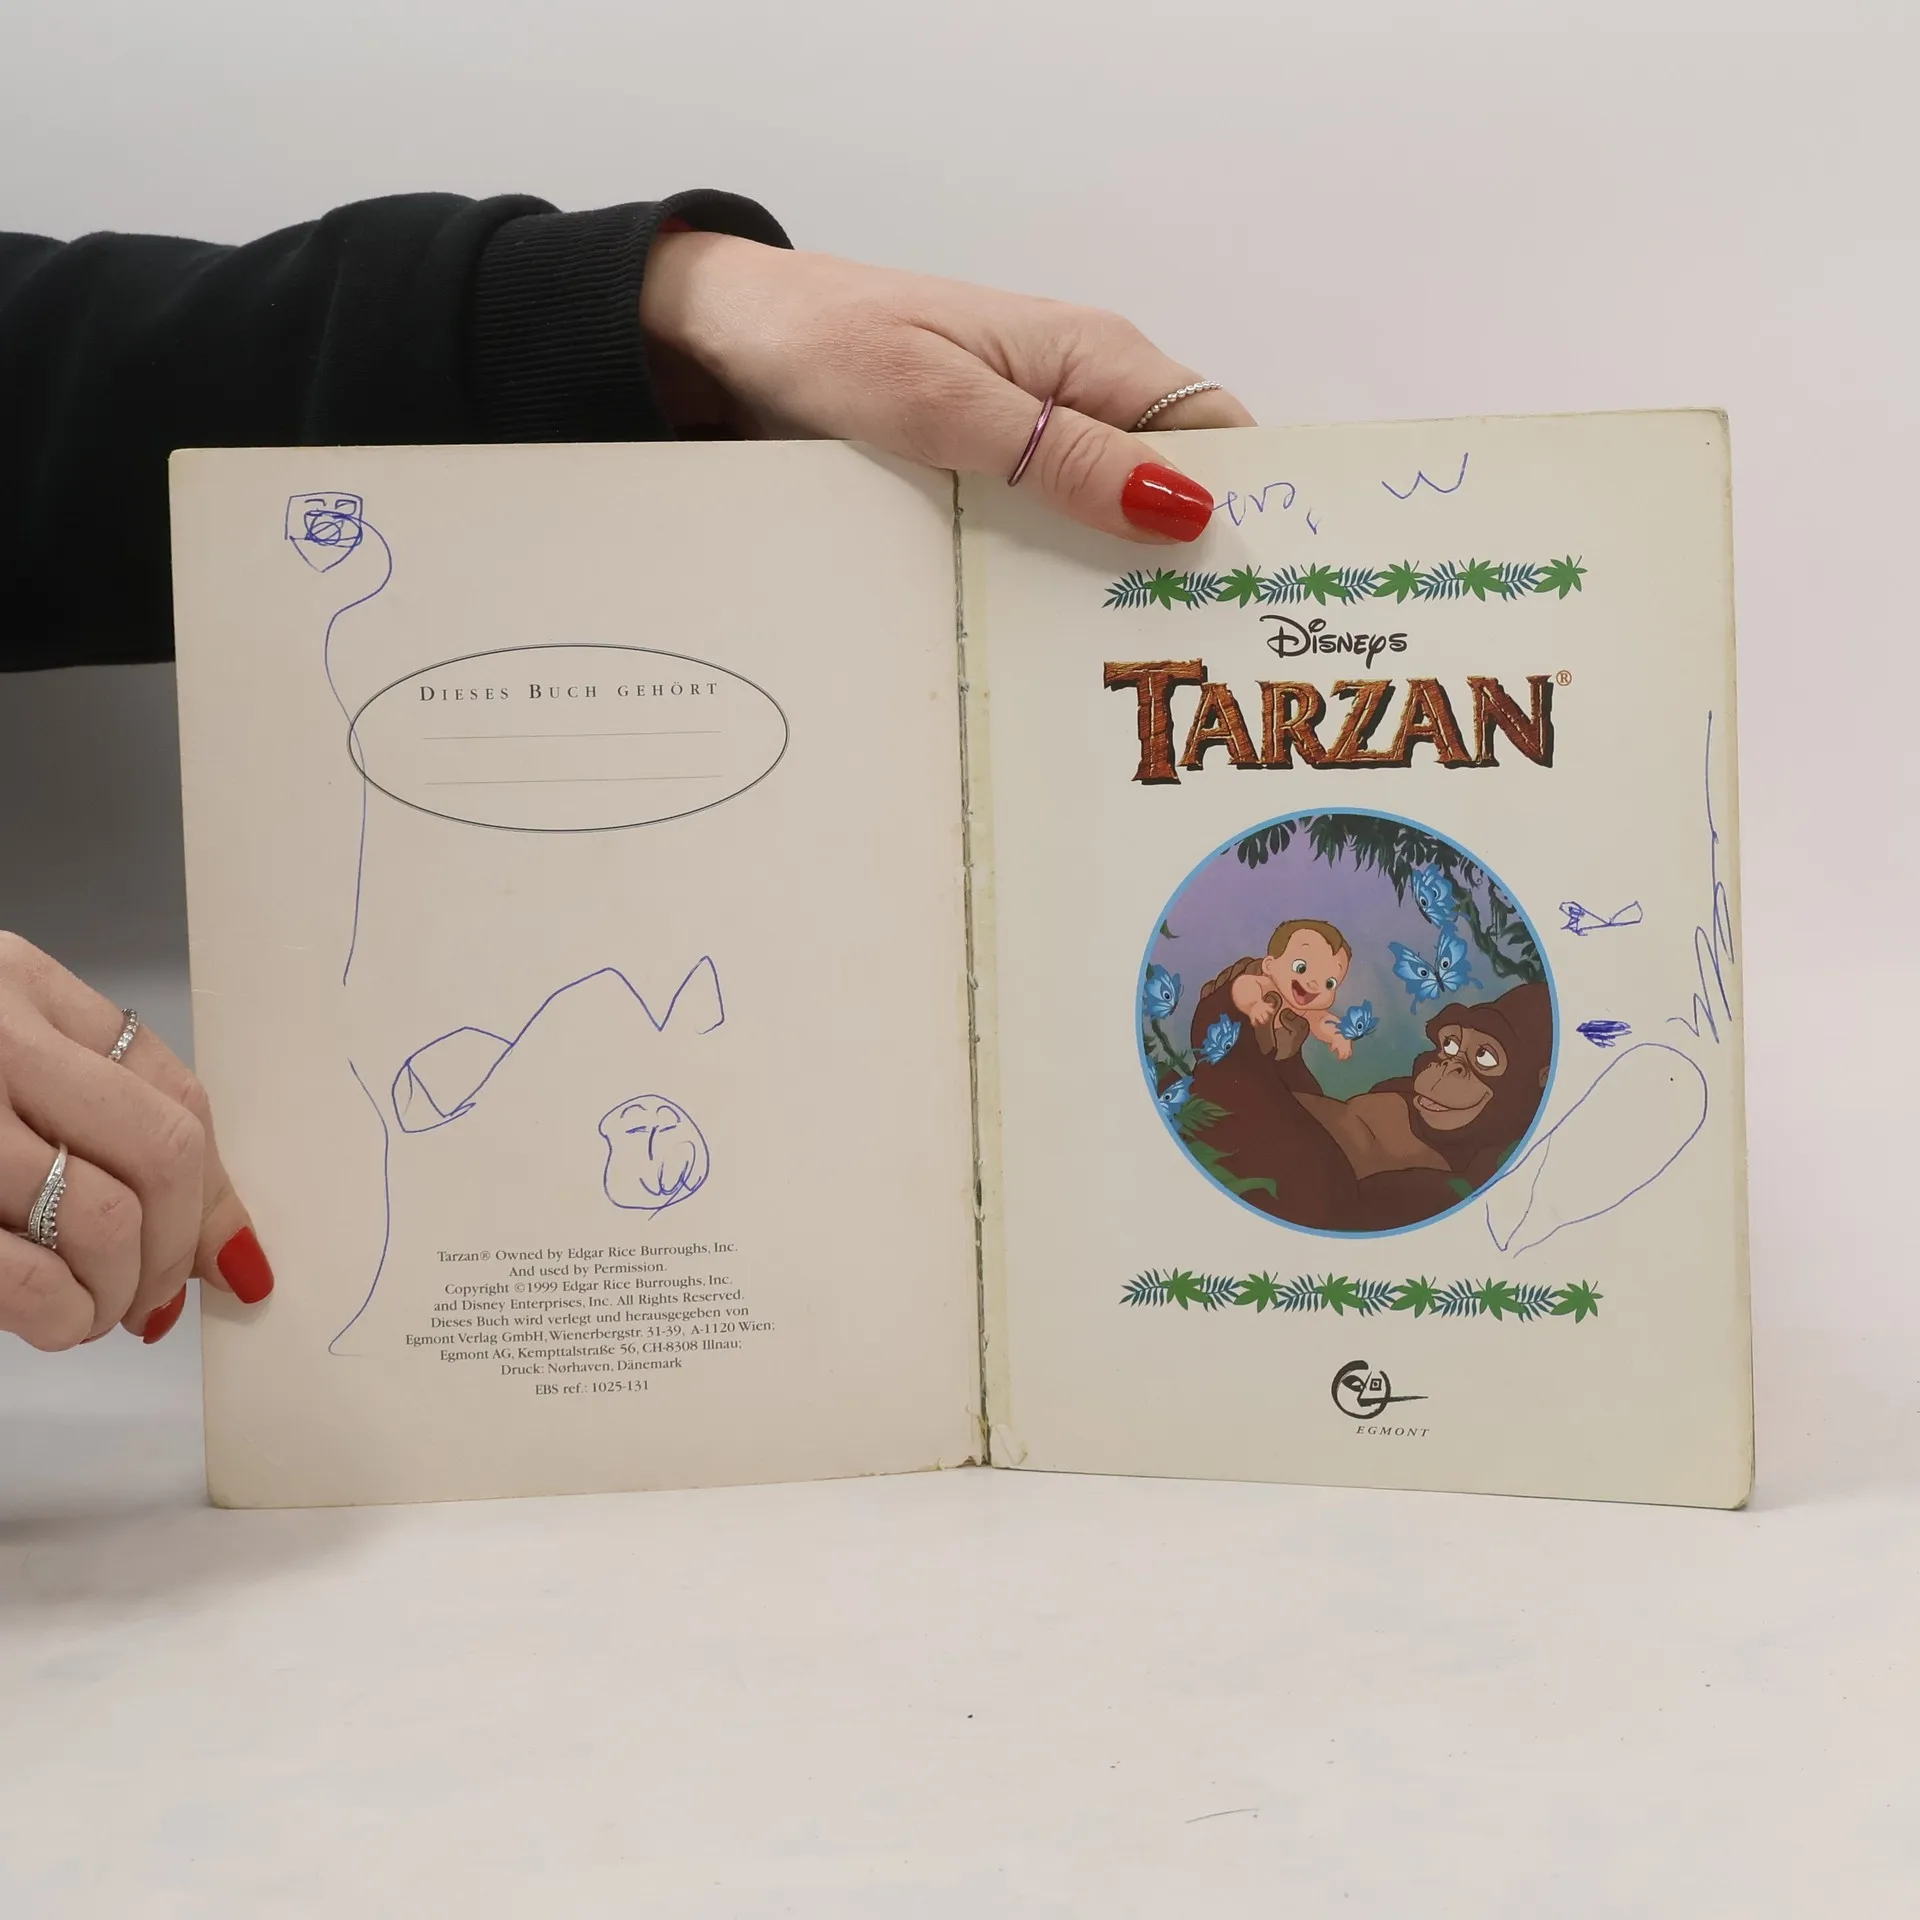 DIESES BUCH GEHÖRT
Tarzan® Owned by Edgar Rice Burroughs, Inc.
And used by Permission.
Copyright ©1999 Edgar Rice Burroughs, Inc.
and Disney Enterprises, Inc. All Rights Reserved.
Dieses Buch wird verlegt und herausgegeben von
Egmont Verlag GmbH, Wienerbergstr. 31-39, A-1120 Wien;
Egmont AG, Kempttalstraße 56, CH-8308 Illnau;
Druck: Nørhaven, Dänemark
EBS ref.: 1025-131
DISNEYS
TARZAN®
EGMONT